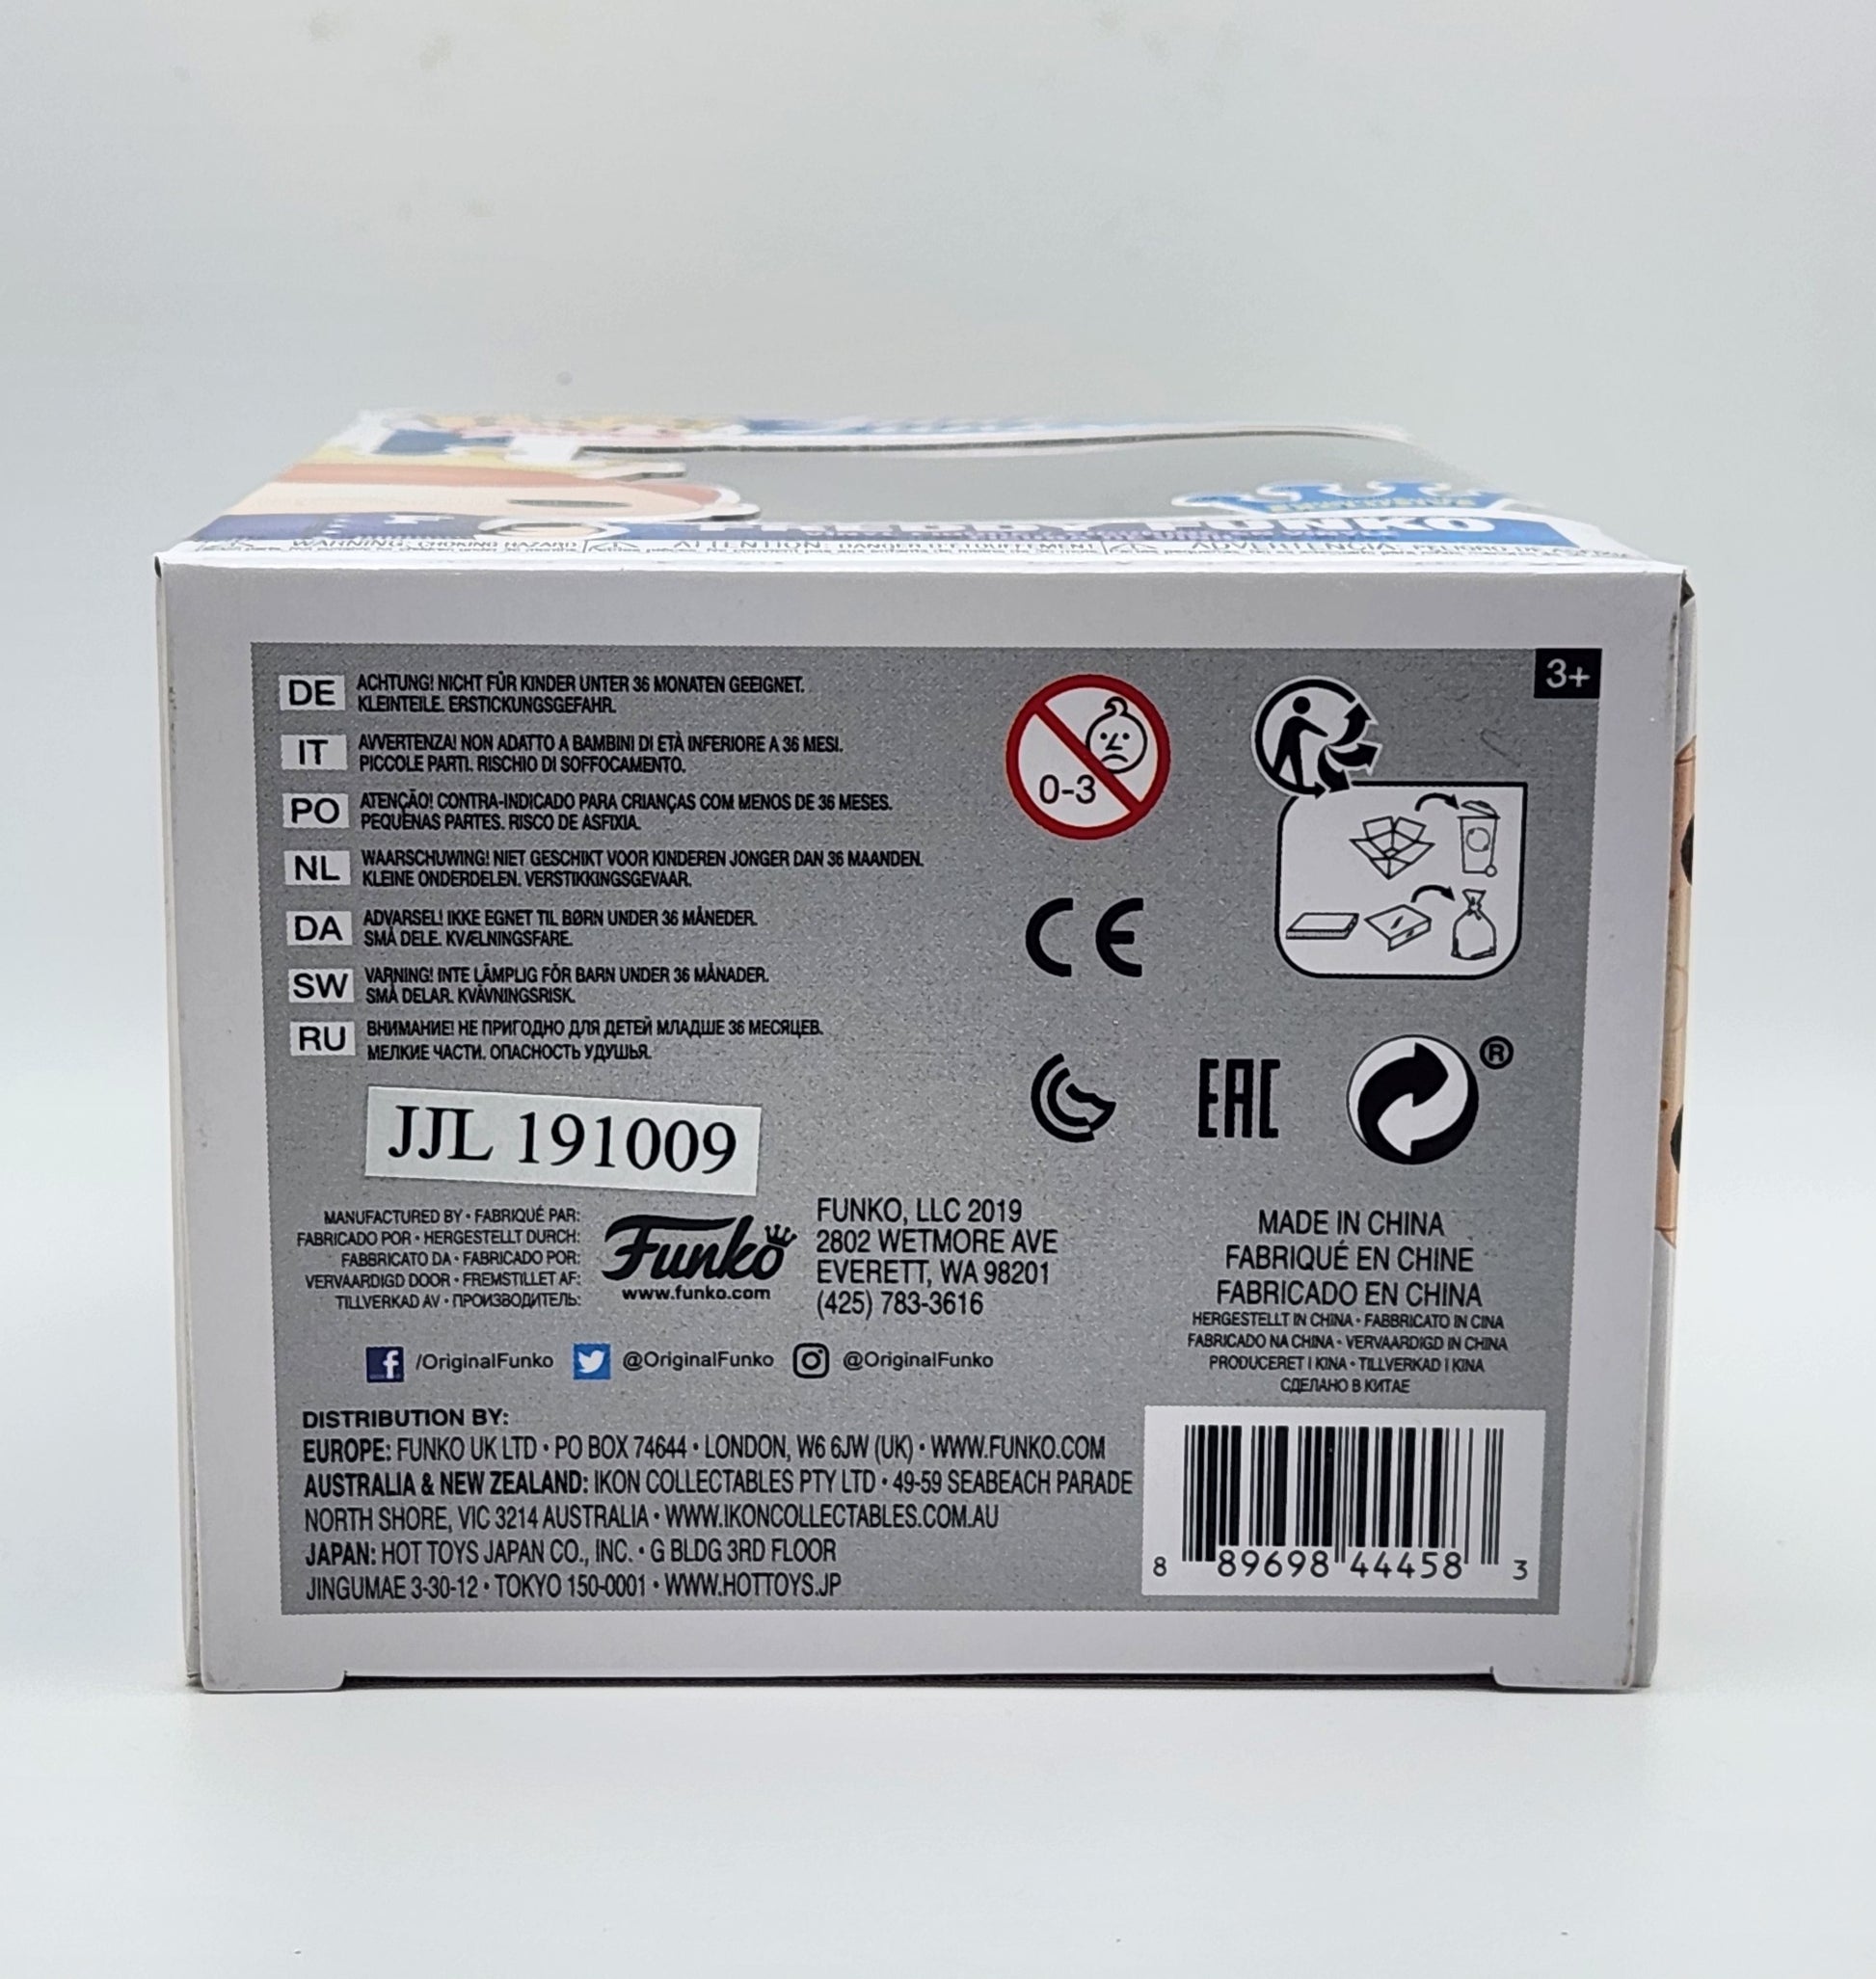 FREDDY FUNKO
WARNING: CHOKING HAZARD
ATTENTION: DANGER D'ÉTOUFFEMENT
ADVERTENCIA: PELIGRO DE
3+
DE ACHTUNG! NICHT FÜR KINDER UNTER 36 MONATEN GEEIGNET.
KLEINTEILE. ERSTICKUNGSGEFAHR.
IT AVVERTENZA! NON ADATTO A BAMBINI DI ETÀ INFERIORE A 36 MESI.
PICCOLE PARTI. RISCHIO DI SOFFOCAMENTO.
PO ATENÇÃO! CONTRA-INDICADO PARA CRIANÇAS COM MENOS DE 36 MESES.
PEQUENAS PARTES. RISCO DE ASFIXIA.
NL WAARSCHUWING! NIET GESCHIKT VOOR KINDEREN JONGER DAN 36 MAANDEN.
KLEINE ONDERDELEN. VERSTIKKINGSGEVAAR.
DA ADVARSEL! IKKE EGNET TIL BØRN UNDER 36 MÅNEDER.
SMÅ DELE. KVÆLNINGSFARE.
SW VARNING! INTE LÄMPLIG FÖR BARN UNDER 36 MÅNADER.
SMÅ DELAR. KVÄVNINGSRISK.
RU ВНИМАНИЕ! НЕ ПРИГОДНО ДЛЯ ДЕТЕЙ МЛАДШЕ 36 МЕСЯЦЕВ.
МЕЛКИЕ ЧАСТИ. ОПАСНОСТЬ УДУШЬЯ.
0-3
CE
EAC
®
JJL 191009
MANUFACTURED BY • FABRIQUÉ PAR:
FABRICADO POR • HERGESTELLT DURCH:
FABBRICATO DA • FABRICADO POR:
VERVAARDIGD DOOR • FREMSTILLET AF:
TILLVERKAD AV • ПРОИЗВОДИТЕЛЬ:
Funko
www.funko.com
FUNKO, LLC 2019
2802 WETMORE AVE
EVERETT, WA 98201
(425) 783-3616
MADE IN CHINA
FABRIQUÉ EN CHINE
FABRICADO EN CHINA
HERGESTELLT IN CHINA • FABBRICATO IN CINA
FABRICADO NA CHINA • VERVAARDIGD IN CHINA
PRODUCERET I KINA • TILLVERKAD I KINA
СДЕЛАНО В КИТАЕ
f /OriginalFunko @OriginalFunko @OriginalFunko
DISTRIBUTION BY:
EUROPE: FUNKO UK LTD • PO BOX 74644 • LONDON, W6 6JW (UK) • WWW.FUNKO.COM
AUSTRALIA & NEW ZEALAND: IKON COLLECTABLES PTY LTD • 49-59 SEABEACH PARADE
NORTH SHORE, VIC 3214 AUSTRALIA • WWW.IKONCOLLECTABLES.COM.AU
JAPAN: HOT TOYS JAPAN CO., INC. • G BLDG 3RD FLOOR
JINGUMAE 3-30-12 • TOKYO 150-0001 • WWW.HOTTOYS.JP
8 89698 44458 3